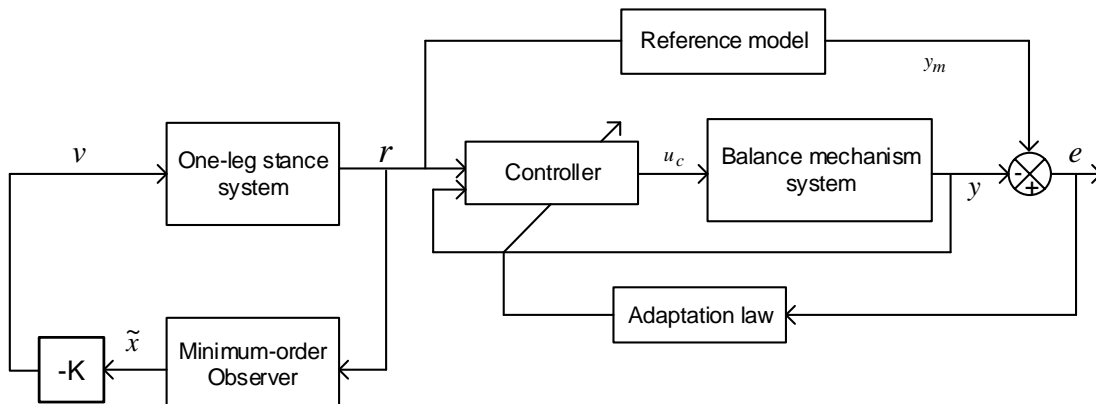 Reference model
y_m
v
One-leg stance
system
r
Controller
u_c
Balance mechanism
system
y
-
+
e
Adaptation law
-K
x̃
Minimum-order
Observer